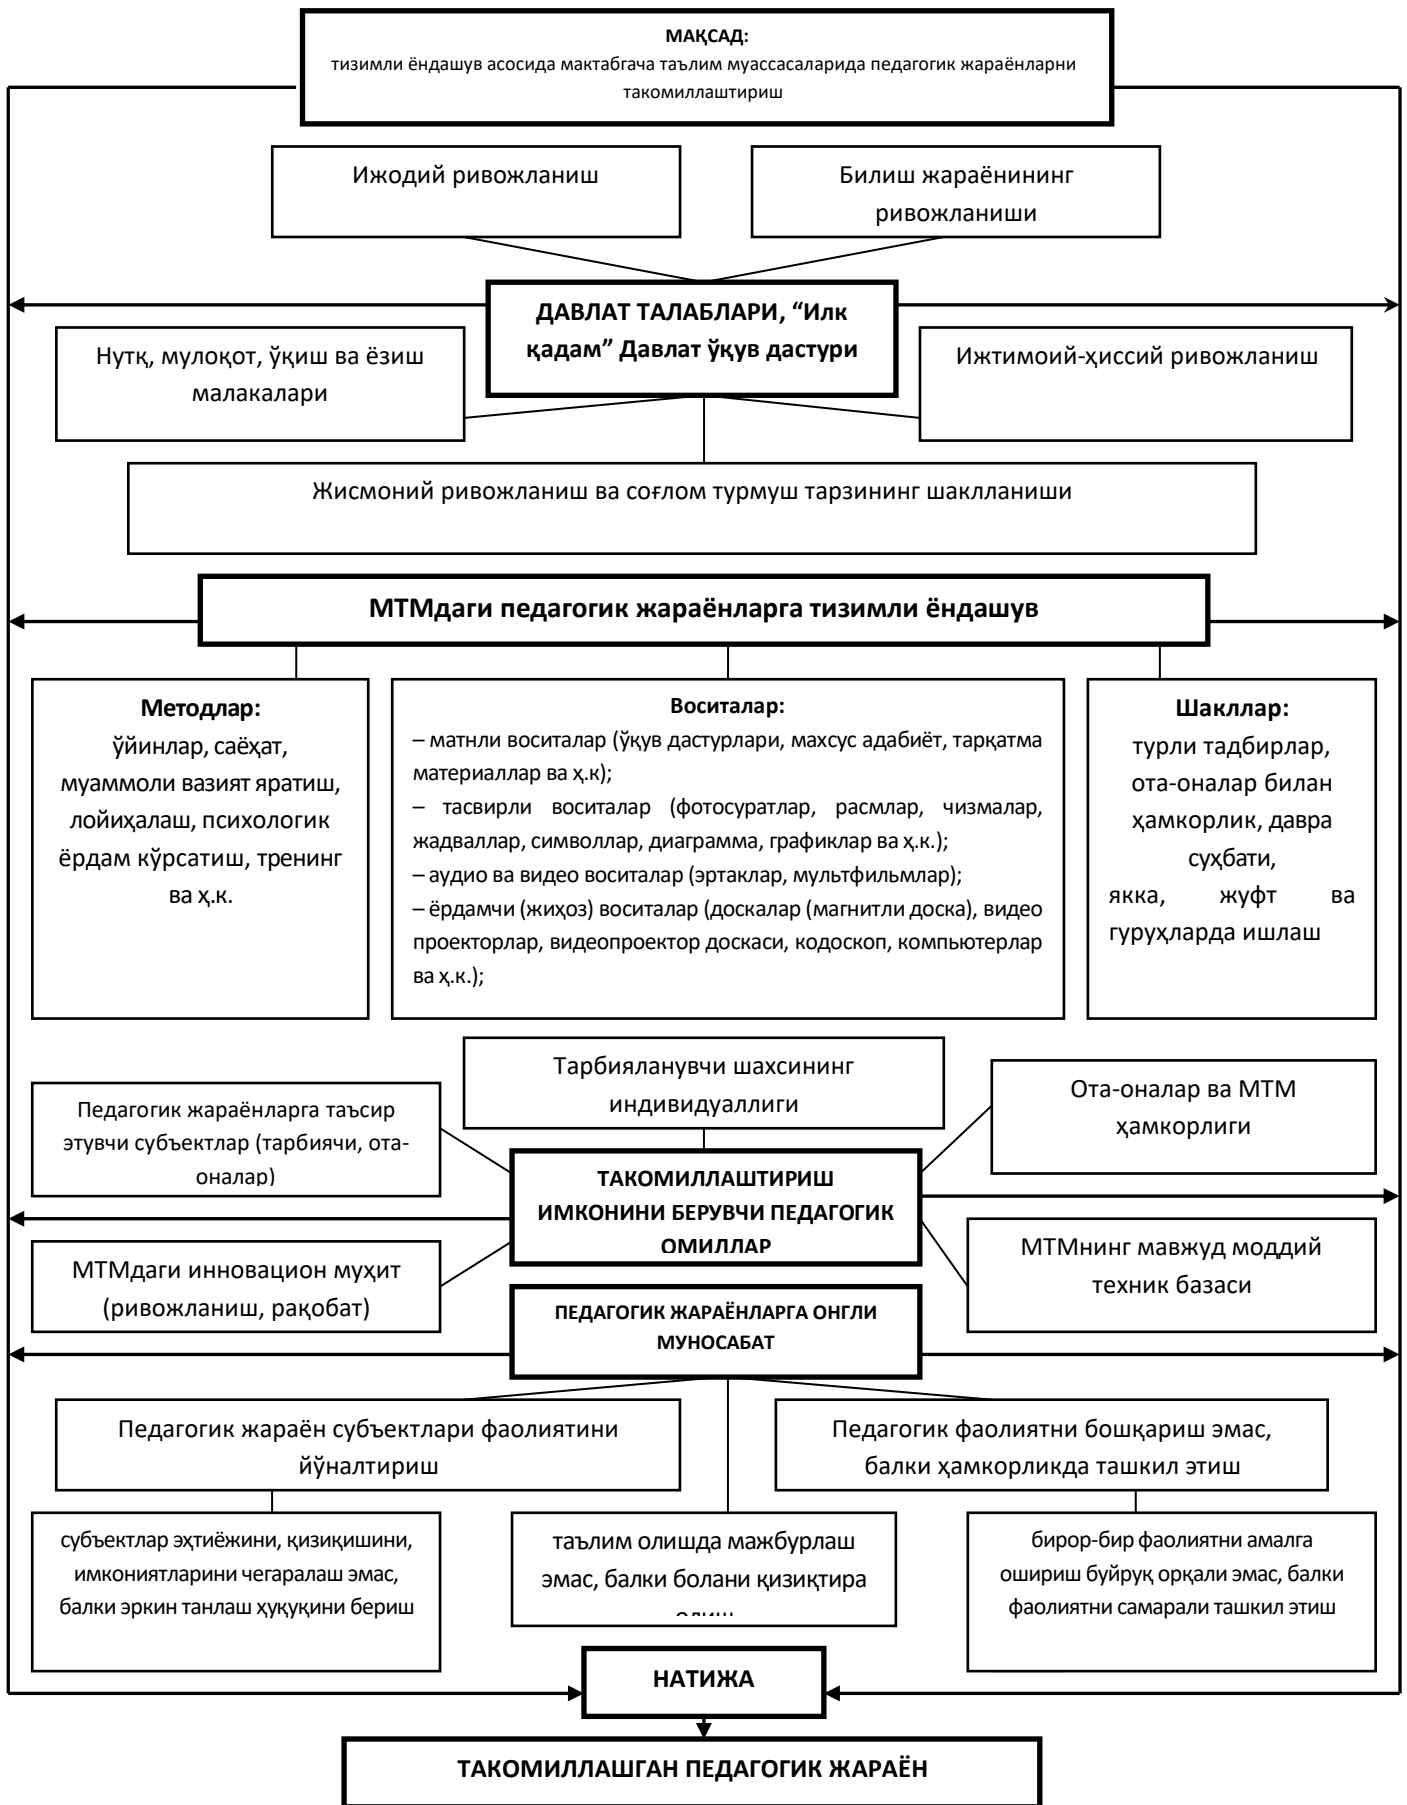 МАҚСАД:
тизимли ёндашув асосида мактабгача таълим муассасаларида педагогик жараёнларни
такомиллаштириш
Ижодий ривожланиш
Билиш жараёнининг
ривожланиши
ДАВЛАТ ТАЛАБЛАРИ, “Илк
қадам” Давлат ўқув дастури
Нутқ, мулоқот, ўқиш ва ёзиш
малакалари
Ижтимоий-ҳиссий ривожланиш
Жисмоний ривожланиш ва соғлом турмуш тарзининг шаклланиши
МТМдаги педагогик жараёнларга тизимли ёндашув
Методлар:
ўйинлар, саёҳат,
муаммоли вазият яратиш,
лойиҳалаш, психологик
ёрдам кўрсатиш, тренинг
ва ҳ.к.
Воситалар:
– матнли воситалар (ўқув дастурлари, махсус адабиёт, тарқатма
материаллар ва ҳ.к);
– тасвирли воситалар (фотосуратлар, расмлар, чизмалар,
жадваллар, символлар, диаграмма, графиклар ва ҳ.к.);
– аудио ва видео воситалар (эртаклар, мультфильмлар);
– ёрдамчи (жиҳоз) воситалар (доскалар (магнитли доска), видео
проекторлар, видеопроектор доскаси, кодоскоп, компьютерлар
ва ҳ.к.);
Шакллар:
турли тадбирлар,
ота-оналар билан
ҳамкорлик, давра
суҳбати,
якка, жуфт ва
гуруҳларда ишлаш
Тарбияланувчи шахсининг
индивидуаллиги
Педагогик жараёнларга таъсир
этувчи субъектлар (тарбиячи, ота-
оналар)
Ота-оналар ва МТМ
ҳамкорлиги
ТАКОМИЛЛАШТИРИШ
ИМКОНИНИ БЕРУВЧИ ПЕДАГОГИК
ОМИЛЛАР
МТМдаги инновацион муҳит
(ривожланиш, рақобат)
МТМнинг мавжуд моддий
техник базаси
ПЕДАГОГИК ЖАРАЁНЛАРГА ОНГЛИ
МУНОСАБАТ
Педагогик жараён субъектлари фаолиятини
йўналтириш
Педагогик фаолиятни бошқариш эмас,
балки ҳамкорликда ташкил этиш
субъектлар эҳтиёжини, қизиқишини,
имкониятларини чегаралаш эмас,
балки эркин танлаш ҳуқуқини бериш
таълим олишда мажбурлаш
эмас, балки болани қизиқтира
бирор-бир фаолиятни амалга
ошириш буйруқ орқали эмас, балки
фаолиятни самарали ташкил этиш
НАТИЖА
ТАКОМИЛЛАШГАН ПЕДАГОГИК ЖАРАЁН